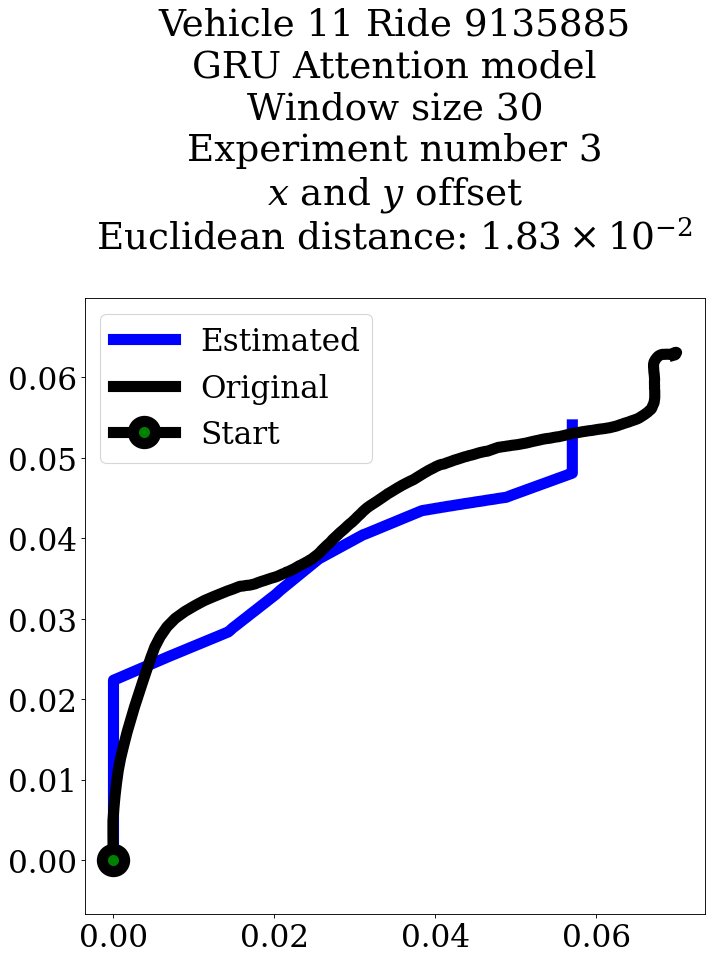 Vehicle 11 Ride 9135885
GRU Attention model
Window size 30
Experiment number 3
x and y offset
Euclidean distance: 1.83 × 10⁻²
Estimated
Original
Start
0.06
0.05
0.04
0.03
0.02
0.01
0.00
0.00 0.02 0.04 0.06